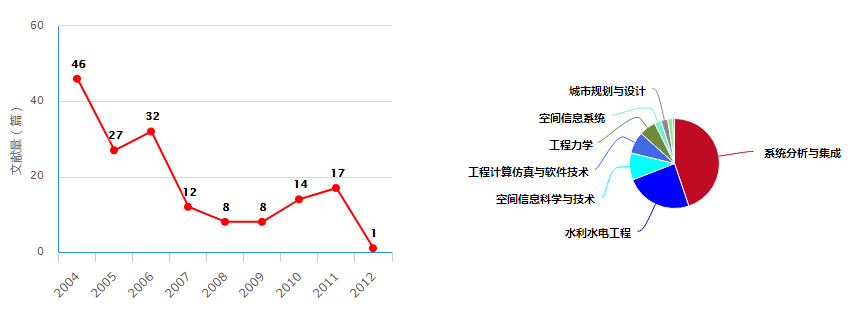 60
40
20
0
文献量（篇）
46
27
32
12
8
8
14
17
1
2004
2005
2006
2007
2008
2009
2010
2011
2012
城市规划与设计
空间信息系统
工程力学
工程计算仿真与软件技术
空间信息科学与技术
水利水电工程
系统分析与集成